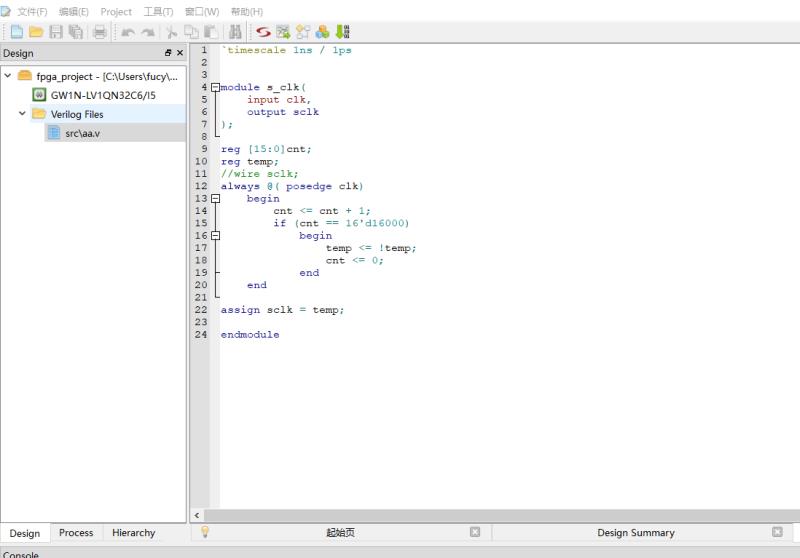 文件(F) 编辑(E) Project 工具(T) 窗口(W) 帮助(H)
Design
fpga_project - [C:\Users\fucy\...
GW1N-LV1QN32C6/I5
Verilog Files
src\aa.v
1 `timescale 1ns / 1ps
2
3
4 module s_clk(
5 input clk,
6 output sclk
7 );
8
9 reg [15:0]cnt;
10 reg temp;
11 //wire sclk;
12 always @( posedge clk)
13 begin
14 cnt <= cnt + 1;
15 if (cnt == 16'd16000)
16 begin
17 temp <= !temp;
18 cnt <= 0;
19 end
20 end
21
22 assign sclk = temp;
23
24 endmodule
Design Process Hierarchy
起始页 Design Summary
Console